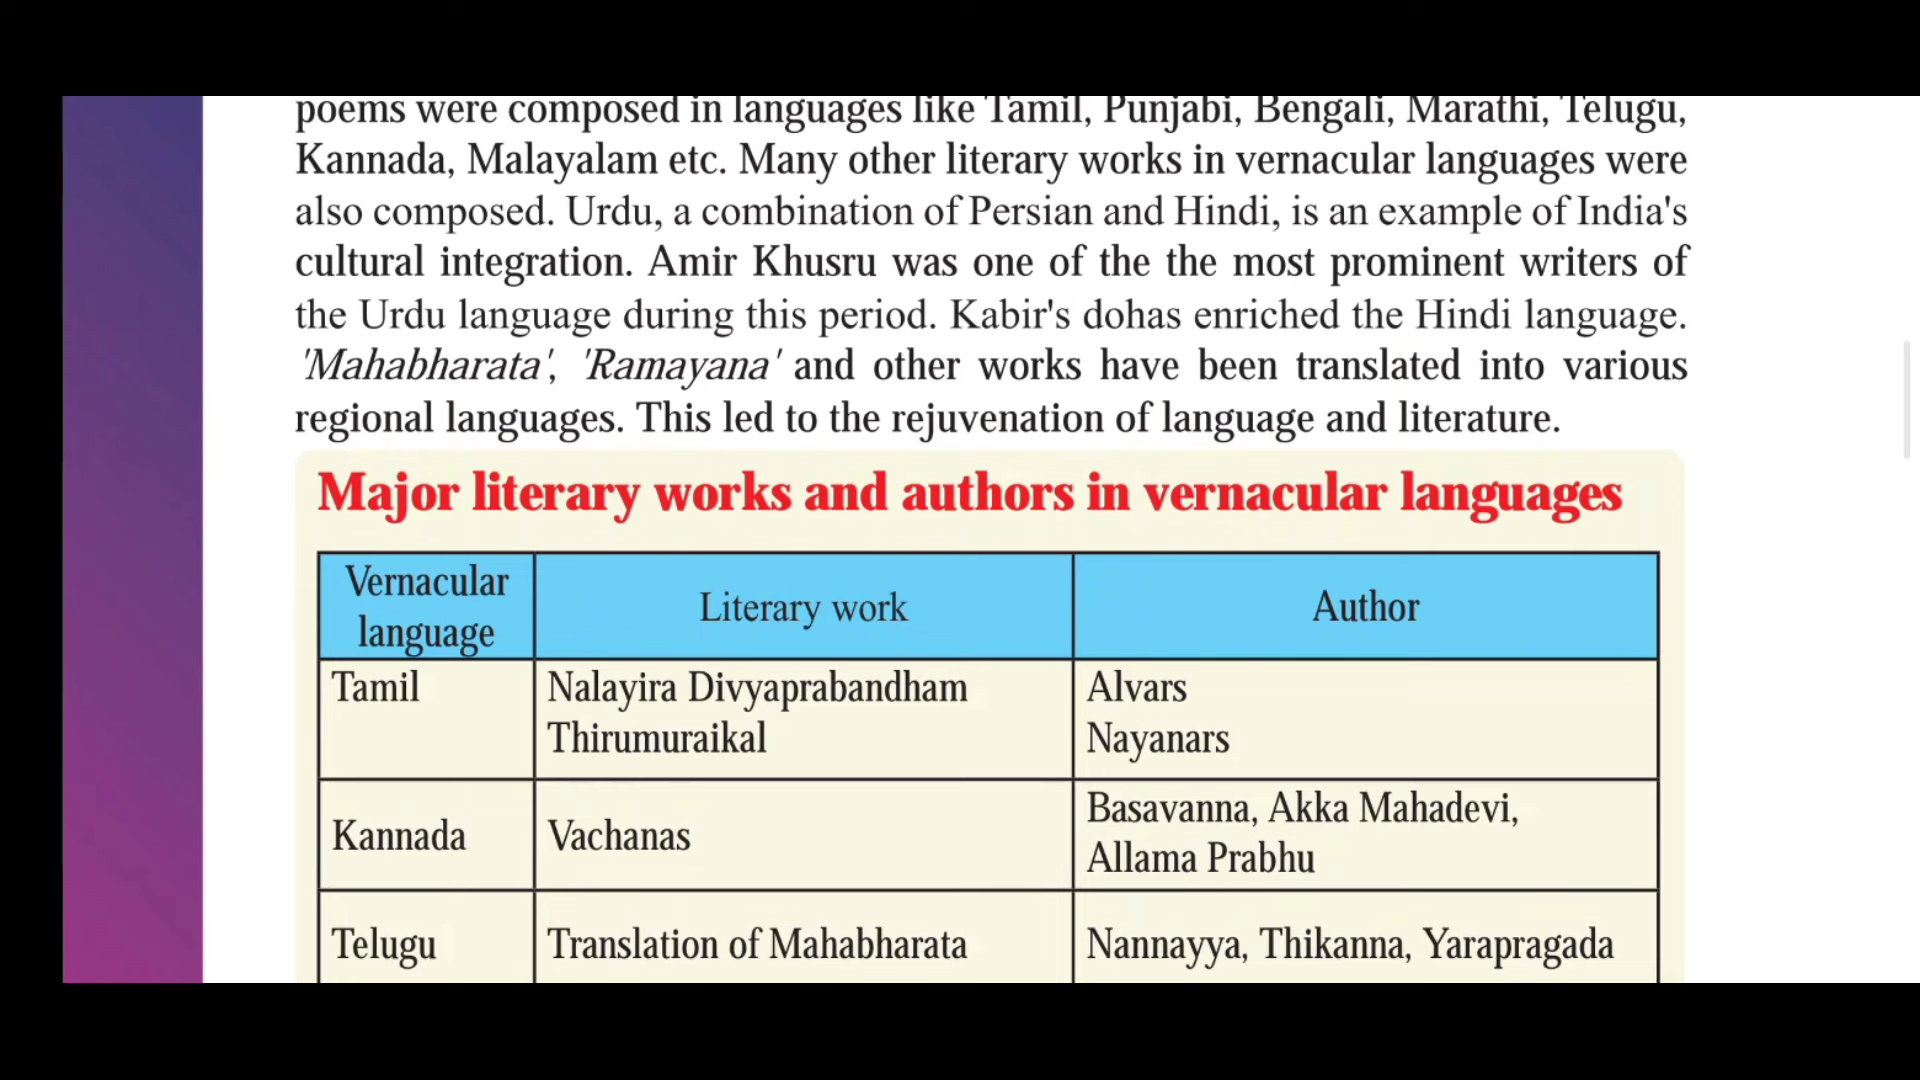 poems were composed in languages like Tamil, Punjabi, Bengali, Marathi, Telugu,
Kannada, Malayalam etc. Many other literary works in vernacular languages were
also composed. Urdu, a combination of Persian and Hindi, is an example of India's
cultural integration. Amir Khusru was one of the the most prominent writers of
the Urdu language during this period. Kabir's dohas enriched the Hindi language.
'Mahabharata', 'Ramayana' and other works have been translated into various
regional languages. This led to the rejuvenation of language and literature.
Major literary works and authors in vernacular languages
Vernacular
language
Literary work
Author
Tamil
Nalayira Divyaprabandham
Thirumuraikal
Alvars
Nayanars
Kannada
Vachanas
Basavanna, Akka Mahadevi,
Allama Prabhu
Telugu
Translation of Mahabharata
Nannayya, Thikanna, Yarapragada